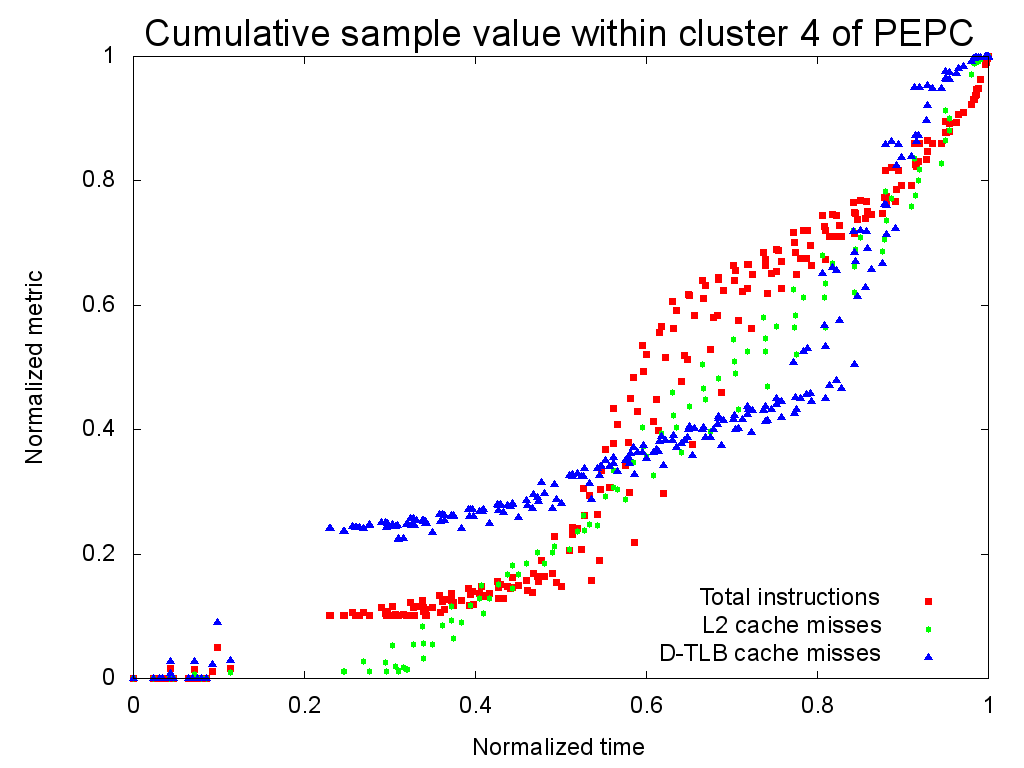 Cumulative sample value within cluster 4 of PEPC
1
0.8
0.6
0.4
0.2
0
Normalized metric
Total instructions
L2 cache misses
D-TLB cache misses
0 0.2 0.4 0.6 0.8 1
Normalized time